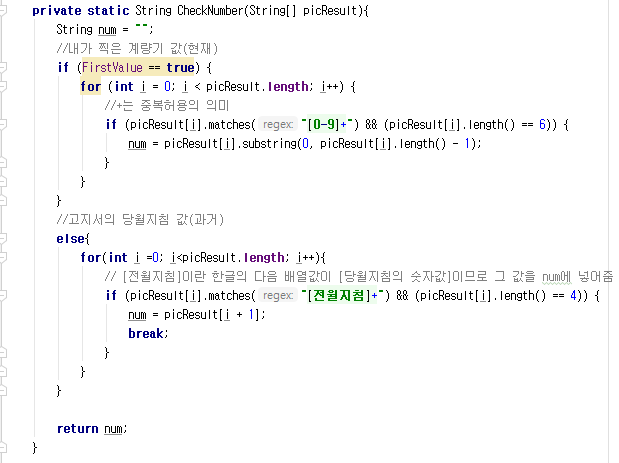 private static String CheckNumber(String[] picResult){
String num = "";
//내가 찍은 계량기 값(현재)
if (FirstValue == true) {
for (int i = 0; i < picResult.length; i++) {
//+는 중복허용의 의미
if (picResult[i].matches( regex: "[0-9]+") && (picResult[i].length() == 6)) {
num = picResult[i].substring(0, picResult[i].length() - 1);
}
}
}
//고지서의 당월지침 값(과거)
else{
for(int i =0; i<picResult.length; i++){
// [전월지침]이란 한글의 다음 배열값이 [당월지침의 숫자값]이므로 그 값을 num에 넣어줌
if (picResult[i].matches( regex: "[전월지침]+") && (picResult[i].length() == 4)) {
num = picResult[i + 1];
break;
}
}
}
return num;
}